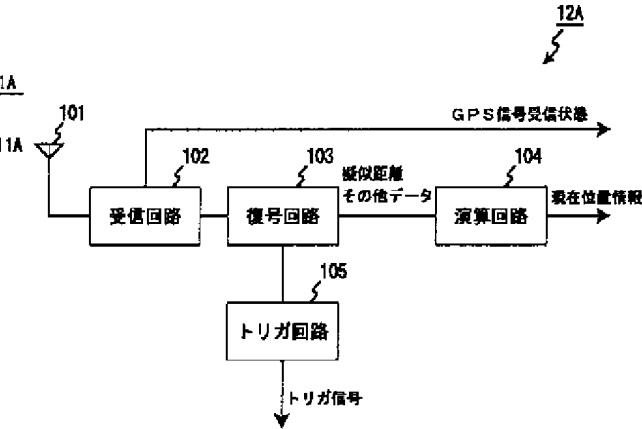 12A
1A
101
11A
GPS信号受信状態
102
103
104
擬似距離
その他データ
受信回路
復号回路
演算回路
現在位置情報
105
トリガ回路
トリガ信号